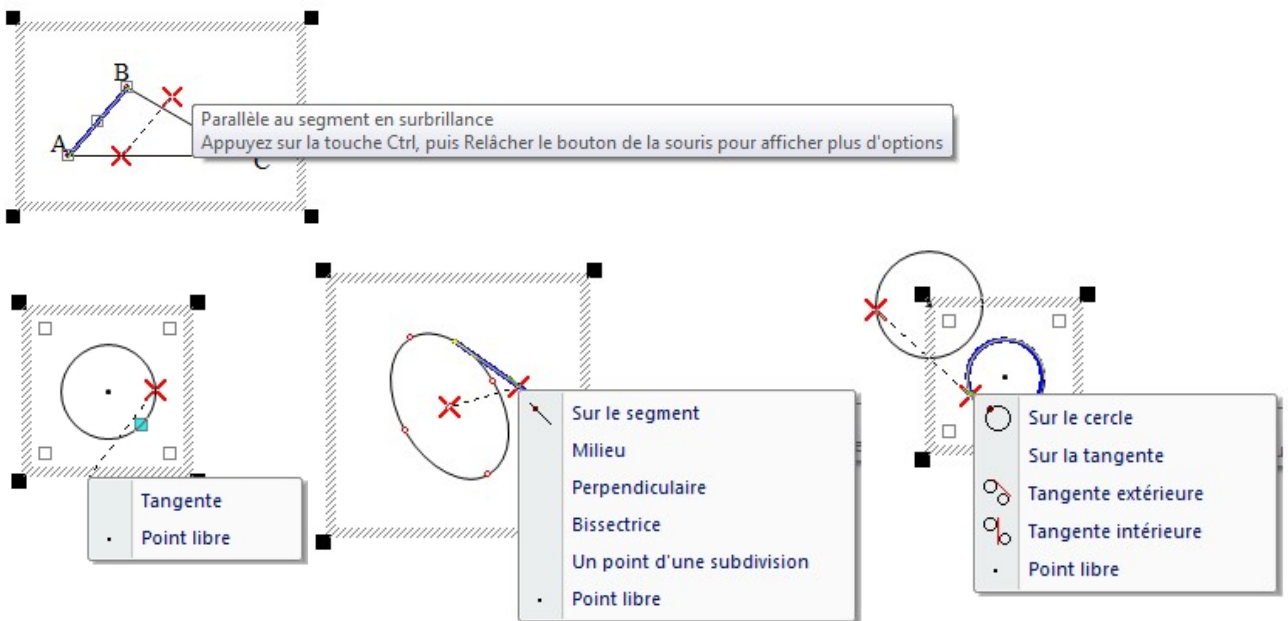 B
A
C
Parallèle au segment en surbrillance
Appuyez sur la touche Ctrl, puis Relâcher le bouton de la souris pour afficher plus d'options
Tangente
Point libre
Sur le segment
Milieu
Perpendiculaire
Bissectrice
Un point d'une subdivision
Point libre
Sur le cercle
Sur la tangente
Tangente extérieure
Tangente intérieure
Point libre